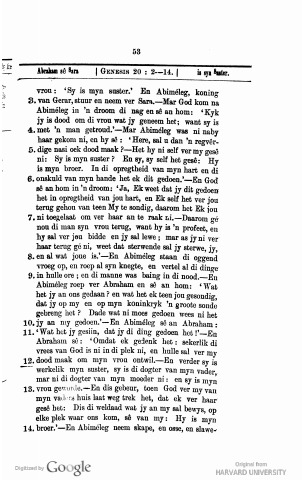 53
Abraham sê Sara | GENESIS 20 : 2—14. | is syn suster.
vrou: 'Sy is myn suster.' En Abimêleg, koning
3. van Gerar, stuur en neem ver Sara.—Mar God kom na
Abimêleg in 'n droom di nag en sê an hom: 'Kyk
jy is dood om di vrou wat jy geneem het; want sy is
4. met 'n man getroud.'—Mar Abimêleg was ni naby
haar gekom ni, en hy sê: 'Here, sal u dan 'n regvêr-
5. dige nasi oek dood maak?—Het hy ni self ver my gesê
ni: Sy is myn suster? En sy, sy self het gesê: Hy
is myn broer. In di opregtheid van myn hart en di
6. onskuld van myn hande het ek dit gedoen.'—En God
sê an hom in 'n droom; 'Ja, Ek weet dat jy dit gedoen
het in opregtheid van jou hart, en Ek self het ver jou
terug gehou van teen My te sondig, daarom het Ek jou
7. ni toegelaat om ver haar an te raak ni.—Daarom gé
nou di man syn vrou terug, want hy is 'n profeet, en
hy sal ver jou bidde en jy sal lewe; mar as jy ni ver
haar terug gé ni, weet dat sterwende sal jy sterwe, jy,
8. en al wat joue is.'—En Abimêleg staan di oggend
vroeg op, en roep al syn knegte, en vertel al di dinge
9. in hulle ore; en di manne was baing in di nood.—En
Abimêleg roep ver Abraham en sê an hom: 'Wat
het jy an ons gedaan? en wat het ek teen jou gesondig,
dat jy op my en op myn koninkryk 'n groote sonde
gebreng het? Dade wat ni moes gedoen wees ni het
10. jy an my gedoen.'—En Abimêleg sê an Abraham:
11. 'Wat het jy gesiin, dat jy di ding gedoen het?'—En
Abraham sê: 'Omdat ek gedenk het: sekerlik di
vrees van God is ni in di plek ni, en hulle sal ver my
12. dood maak om myn vrou ontwil.—En verder sy is
werkelik myn suster, sy is di dogter van myn vader,
mar ni di dogter van myn moeder ni: en sy is myn
13. vrou geworde.—En dis gebeur, toen God ver my van
myn vaders huis laat weg trek het, dat ek ver haar
gesê het: Dis di weldaad wat jy an my sal bewys, op
elke plek waar ons kom, sê van my: Hy is myn
14. broer.'—En Abimêleg neem skape, en osse, en slawe-
Digitized by Google
Original from
HARVARD UNIVERSITY